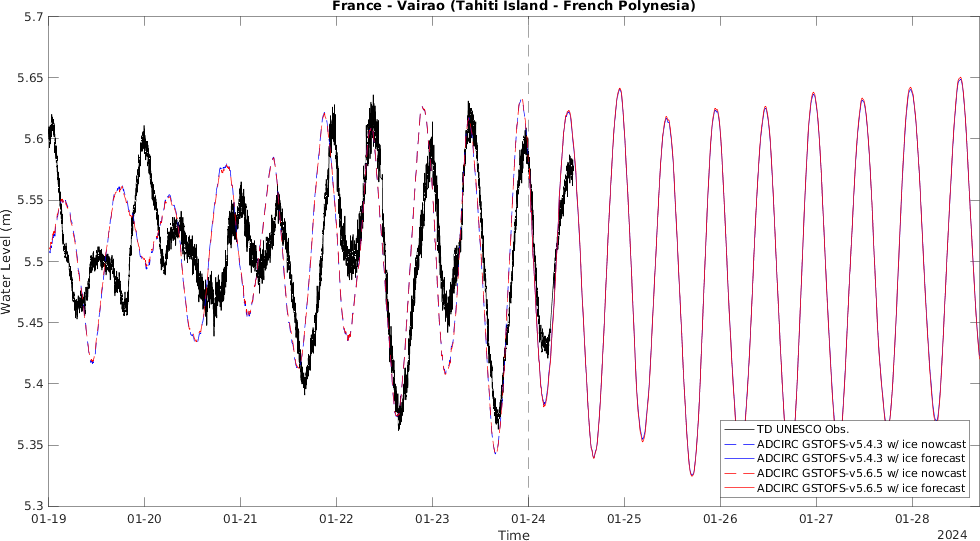 France - Vairao (Tahiti Island - French Polynesia)
5.7
5.65
5.6
5.55
5.5
5.45
5.4
5.35
5.3
Water Level (m)
TD UNESCO Obs.
ADCIRC GSTOFS-v5.4.3 w/ ice nowcast
ADCIRC GSTOFS-v5.4.3 w/ ice forecast
ADCIRC GSTOFS-v5.6.5 w/ ice nowcast
ADCIRC GSTOFS-v5.6.5 w/ ice forecast
01-19 01-20 01-21 01-22 01-23 01-24 01-25 01-26 01-27 01-28
Time
2024